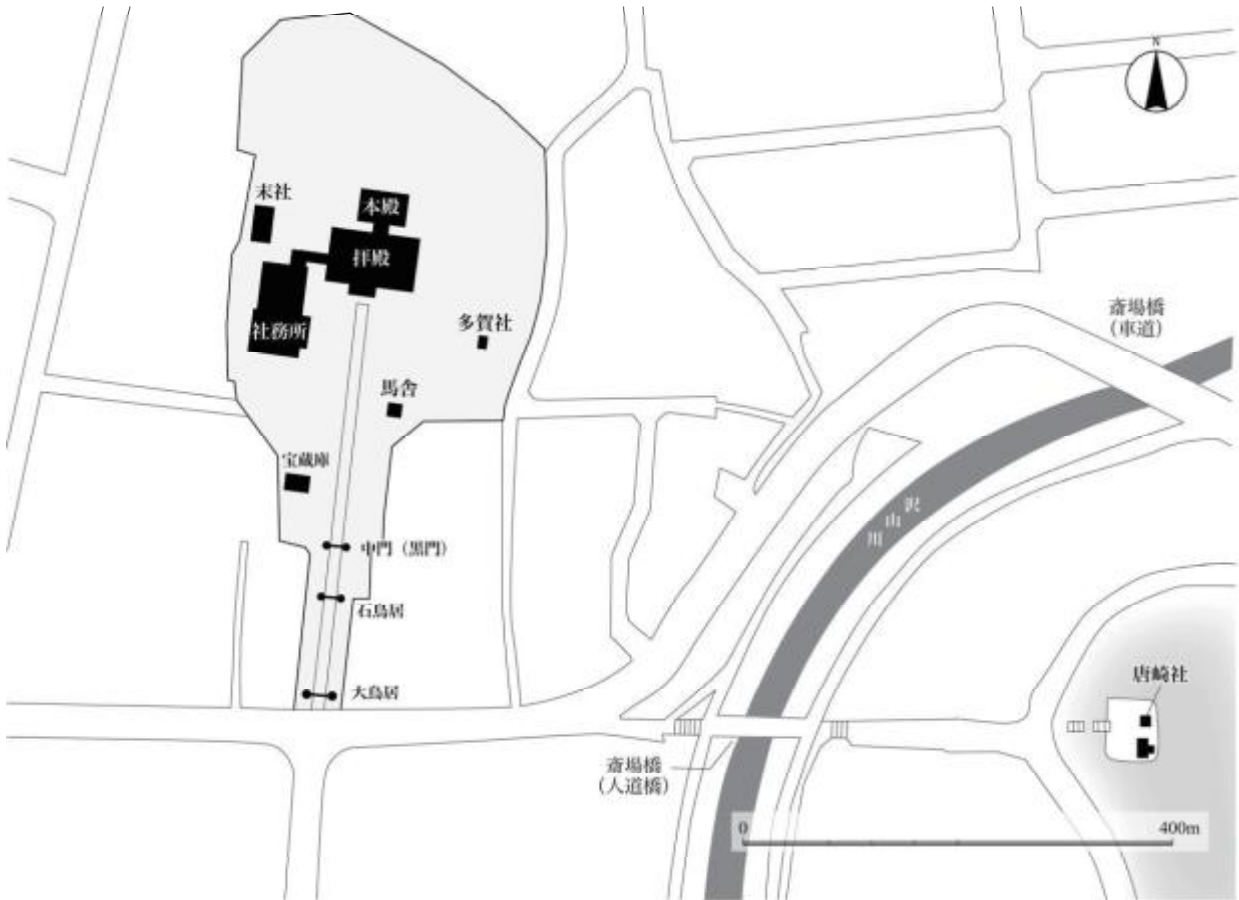 N
末社
本殿
拝殿
社務所
多賀社
馬舎
宝蔵庫
中門（黒門）
石鳥居
大鳥居
斎場橋
（車道）
沢山川
唐崎社
斎場橋
（人道橋）
0
400m